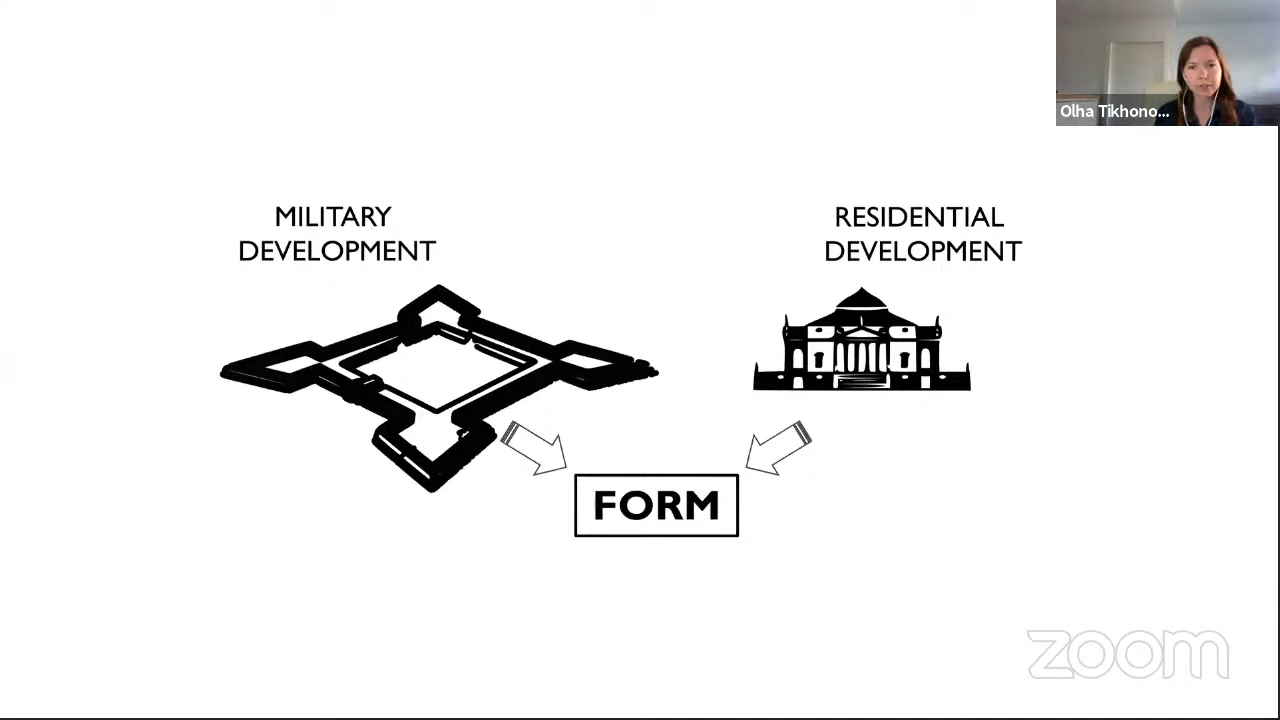 Olha Tikhono...
MILITARY
DEVELOPMENT
RESIDENTIAL
DEVELOPMENT
FORM
zoom